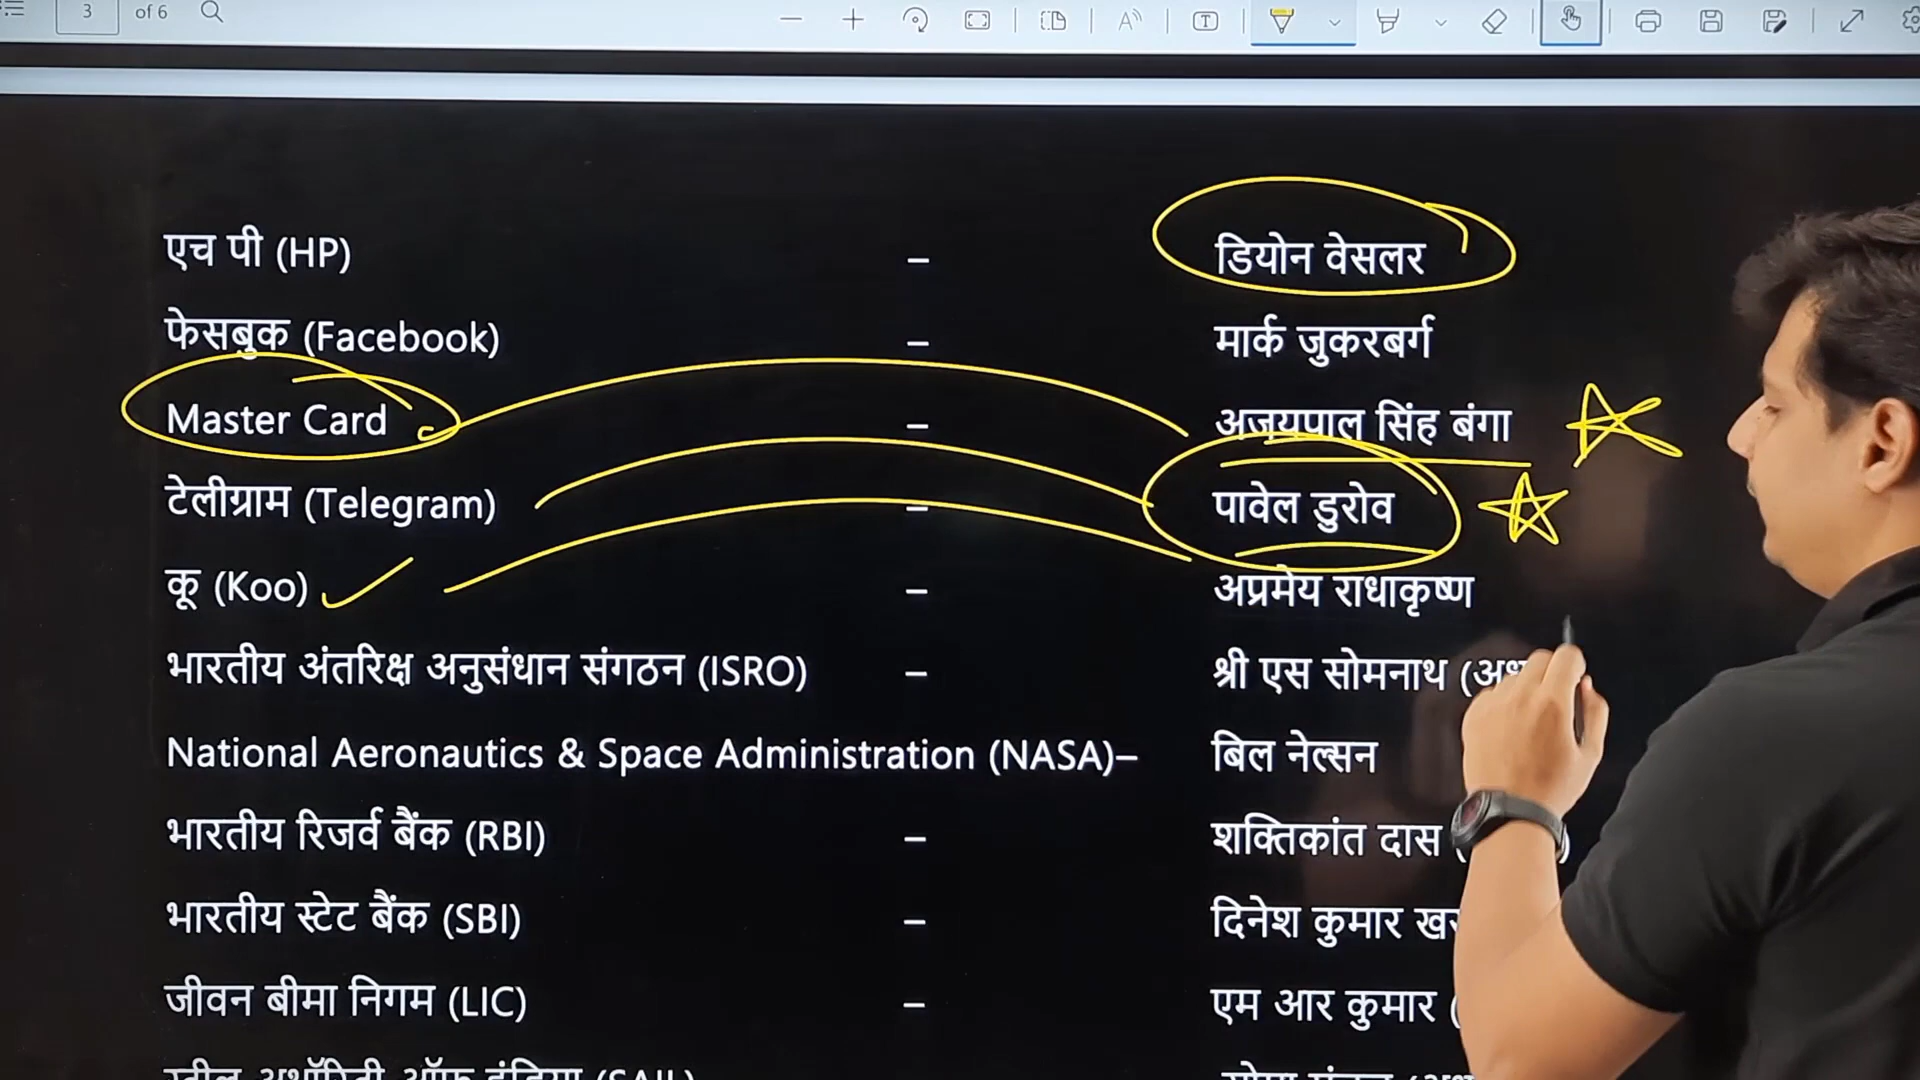 3 of 6
एच पी (HP) – डियोन वेसलर
फेसबुक (Facebook) – मार्क जुकरबर्ग
Master Card – अजयपाल सिंह बंगा
टेलीग्राम (Telegram) – पावेल डुरोव
कू (Koo) – अप्रमेय राधाकृष्ण
भारतीय अंतरिक्ष अनुसंधान संगठन (ISRO) – श्री एस सोमनाथ
National Aeronautics & Space Administration (NASA)– बिल नेल्सन
भारतीय रिजर्व बैंक (RBI) – शक्तिकांत दास
भारतीय स्टेट बैंक (SBI) – दिनेश कुमार
जीवन बीमा निगम (LIC) – एम आर कुमार